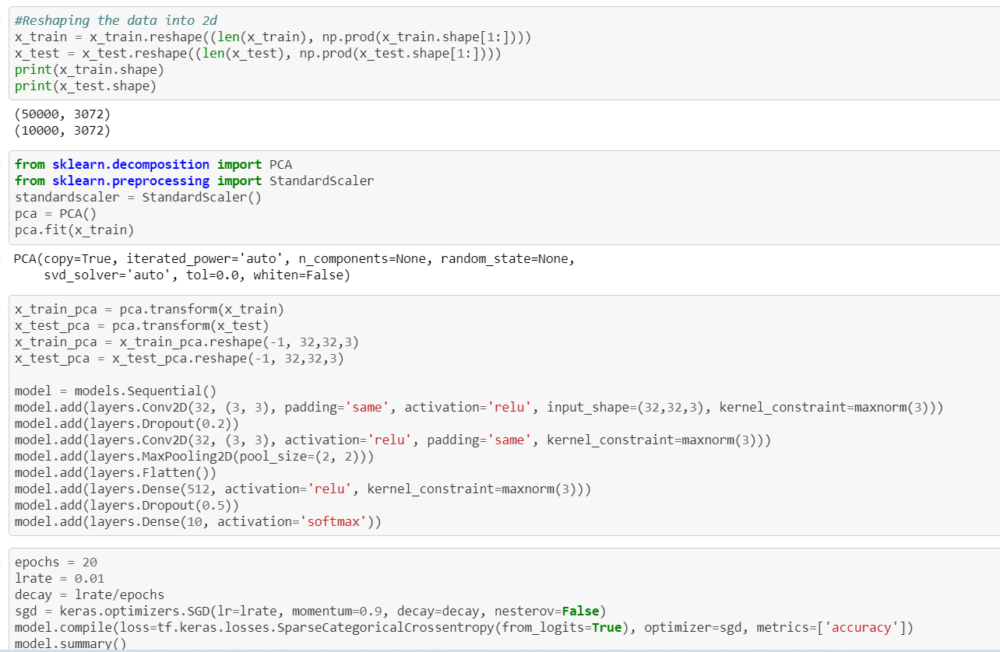 #Reshaping the data into 2d
x_train = x_train.reshape((len(x_train), np.prod(x_train.shape[1:])))
x_test = x_test.reshape((len(x_test), np.prod(x_test.shape[1:])))
print(x_train.shape)
print(x_test.shape)
(50000, 3072)
(10000, 3072)
from sklearn.decomposition import PCA
from sklearn.preprocessing import StandardScaler
standardscaler = StandardScaler()
pca = PCA()
pca.fit(x_train)
PCA(copy=True, iterated_power='auto', n_components=None, random_state=None,
    svd_solver='auto', tol=0.0, whiten=False)
x_train_pca = pca.transform(x_train)
x_test_pca = pca.transform(x_test)
x_train_pca = x_train_pca.reshape(-1, 32,32,3)
x_test_pca = x_test_pca.reshape(-1, 32,32,3)
model = models.Sequential()
model.add(layers.Conv2D(32, (3, 3), padding='same', activation='relu', input_shape=(32,32,3), kernel_constraint=maxnorm(3)))
model.add(layers.Dropout(0.2))
model.add(layers.Conv2D(32, (3, 3), activation='relu', padding='same', kernel_constraint=maxnorm(3)))
model.add(layers.MaxPooling2D(pool_size=(2, 2)))
model.add(layers.Flatten())
model.add(layers.Dense(512, activation='relu', kernel_constraint=maxnorm(3)))
model.add(layers.Dropout(0.5))
model.add(layers.Dense(10, activation='softmax'))
epochs = 20
lrate = 0.01
decay = lrate/epochs
sgd = keras.optimizers.SGD(lr=lrate, momentum=0.9, decay=decay, nesterov=False)
model.compile(loss=tf.keras.losses.SparseCategoricalCrossentropy(from_logits=True), optimizer=sgd, metrics=['accuracy'])
model.summary()